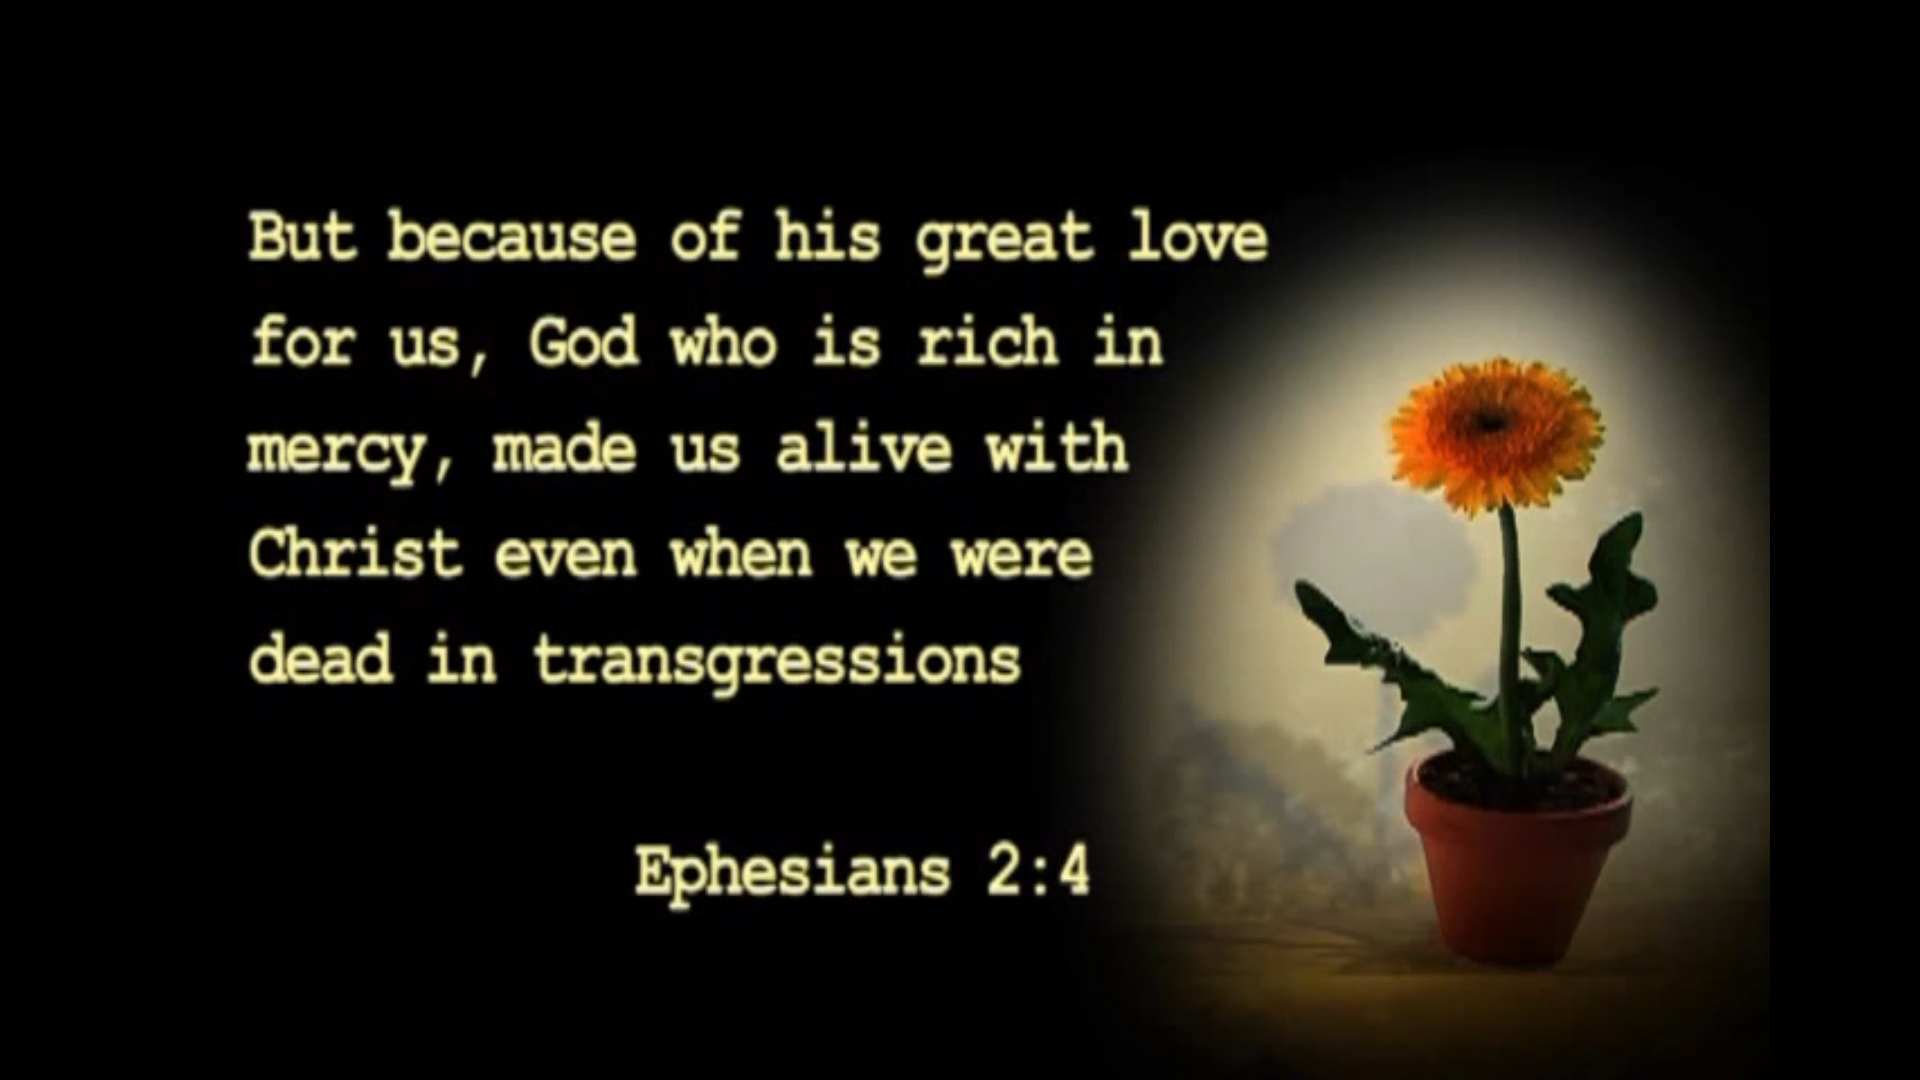 But because of his great love
for us, God who is rich in
mercy, made us alive with
Christ even when we were
dead in transgressions
Ephesians 2:4